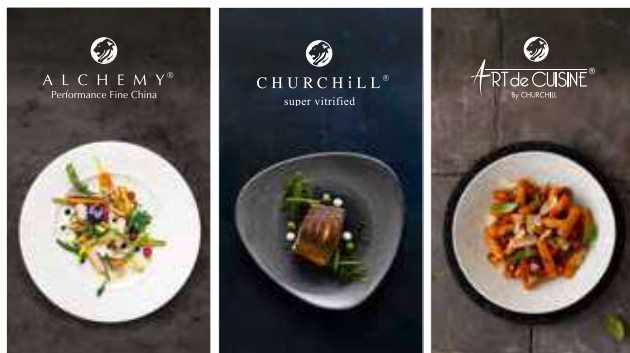 ALCHEMY®
Performance Fine China
CHURCHiLL®
super vitrified
ART de CUISINE®
By CHURCHiLL